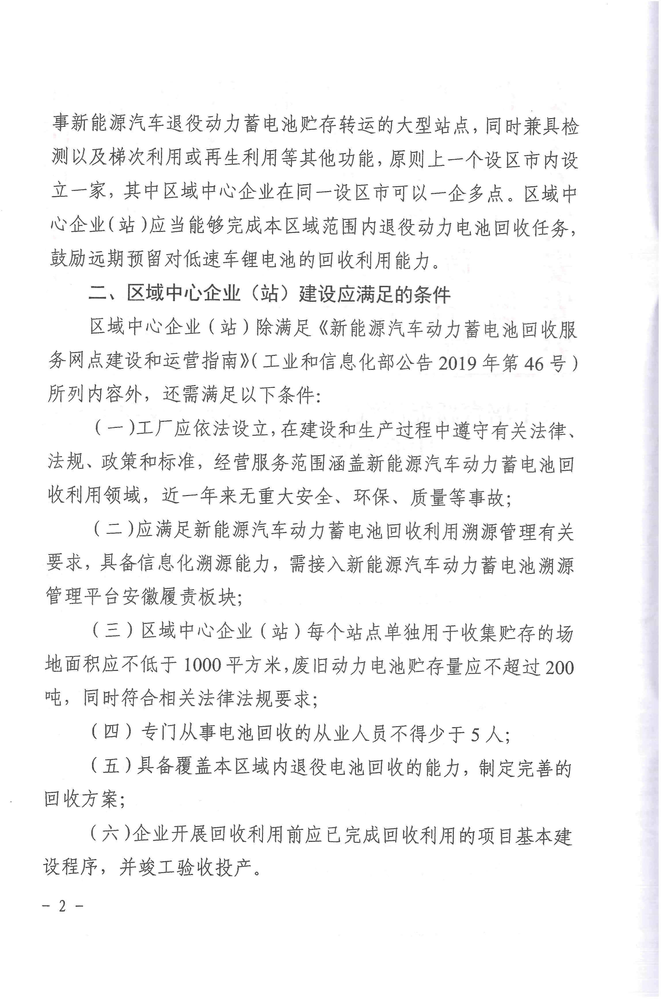 事新能源汽车退役动力蓄电池贮存转运的大型站点，同时兼具检
测以及梯次利用或再生利用等其他功能，原则上一个设区市内设
立一家，其中区域中心企业在同一设区市可以一企多点。区域中
心企业(站)应当能够完成本区域范围内退役动力电池回收任务，
鼓励远期预留对低速车锂电池的回收利用能力。
二、区域中心企业（站）建设应满足的条件
区域中心企业（站）除满足《新能源汽车动力蓄电池回收服
务网点建设和运营指南》（工业和信息化部公告 2019 年第 46 号）
所列内容外，还需满足以下条件：
（一)工厂应依法设立，在建设和生产过程中遵守有关法律、
法规、政策和标准，经营服务范围涵盖新能源汽车动力蓄电池回
收利用领域，近一年来无重大安全、环保、质量等事故；
（二)应满足新能源汽车动力蓄电池回收利用溯源管理有关
要求，具备信息化溯源能力，需接入新能源汽车动力蓄电池溯源
管理平台安徽履责板块；
（三）区域中心企业（站）每个站点单独用于收集贮存的场
地面积应不低于 1000 平方米，废旧动力电池贮存量应不超过 200
吨，同时符合相关法律法规要求；
（四）专门从事电池回收的从业人员不得少于 5 人；
（五）具备覆盖本区域内退役电池回收的能力，制定完善的
回收方案；
（六)企业开展回收利用前应已完成回收利用的项目基本建
设程序，并竣工验收投产。
- 2 -